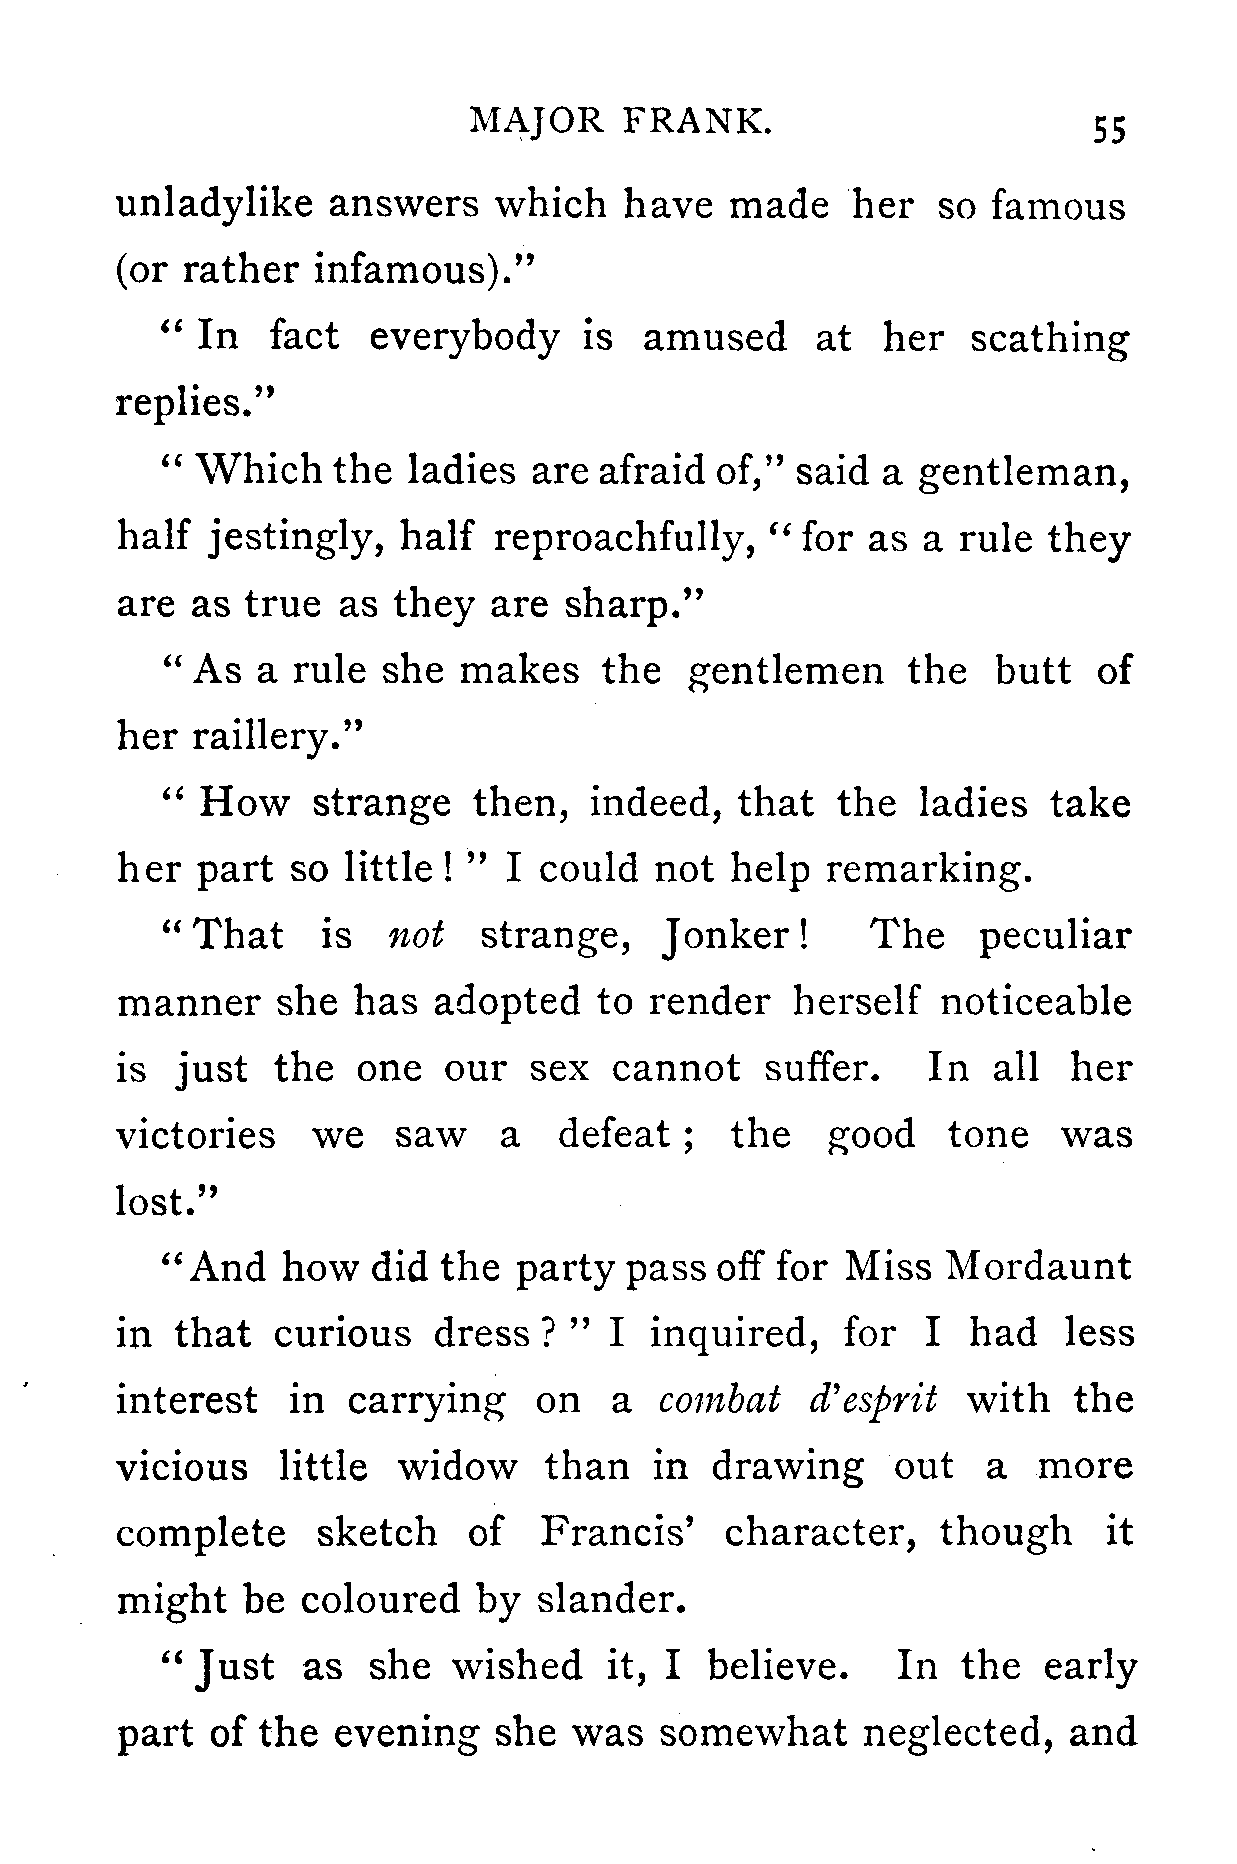 MAJOR FRANK. 55
unladylike answers which have made her so famous
(or rather infamous)."
" In fact everybody is amused at her scathing
replies."
" Which the ladies are afraid of," said a gentleman,
half jestingly, half reproachfully, " for as a rule they
are as true as they are sharp."
" As a rule she makes the gentlemen the butt of
her raillery."
" How strange then, indeed, that the ladies take
her part so little ! " I could not help remarking.
" That is not strange, Jonker ! The peculiar
manner she has adopted to render herself noticeable
is just the one our sex cannot suffer. In all her
victories we saw a defeat ; the good tone was
lost."
"And how did the party pass off for Miss Mordaunt
in that curious dress ? " I inquired, for I had less
interest in carrying on a combat d'esprit with the
vicious little widow than in drawing out a more
complete sketch of Francis' character, though it
might be coloured by slander.
" Just as she wished it, I believe. In the early
part of the evening she was somewhat neglected, and